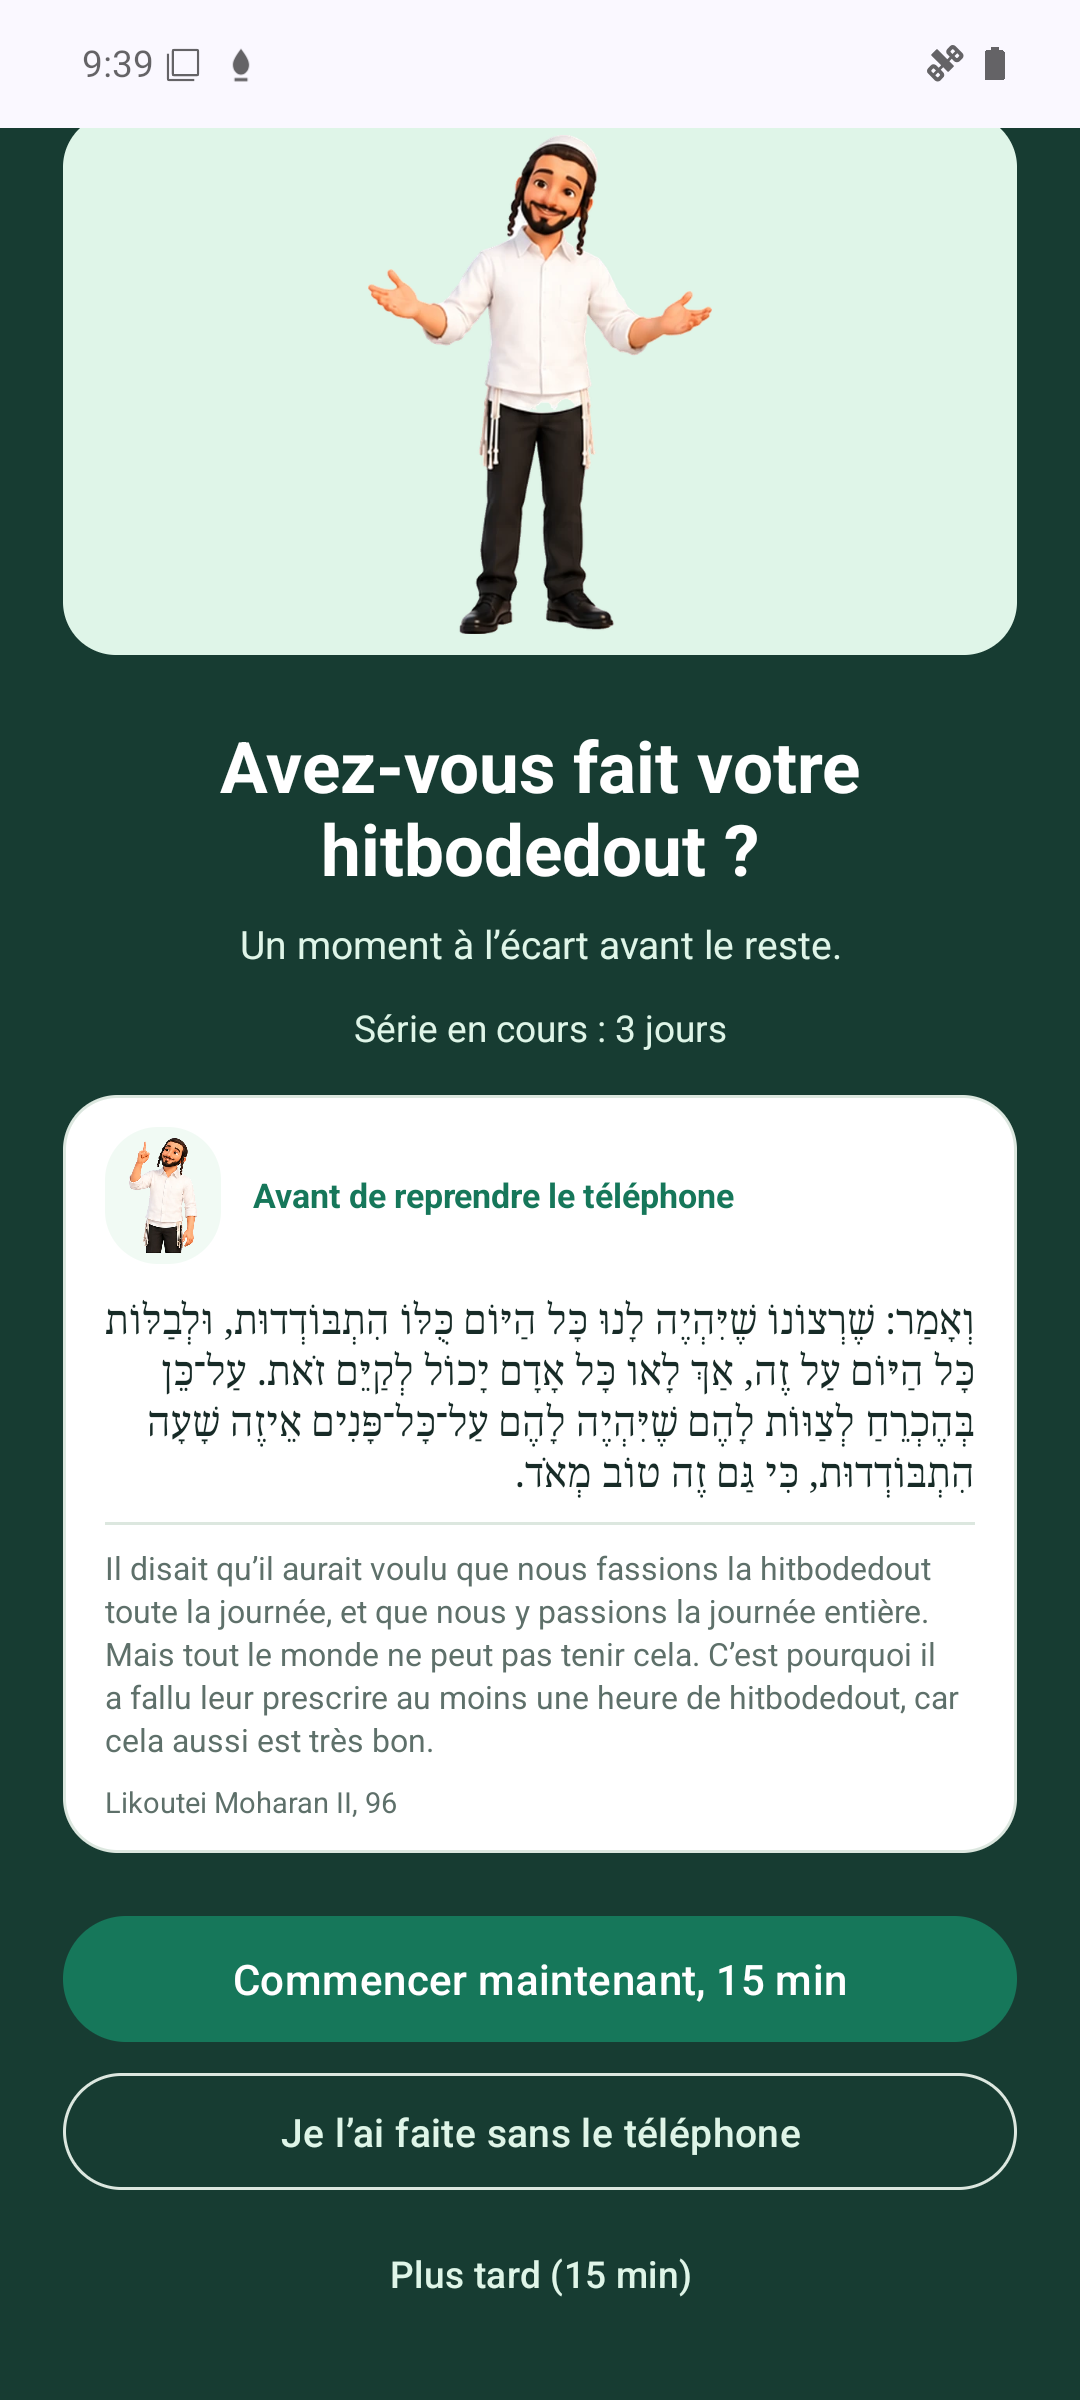 9:39
Avez-vous fait votre
hitbodedout ?
Un moment à l’écart avant le reste.
Série en cours : 3 jours
Avant de reprendre le téléphone
וְאָמַר: שֶׁרְצוֹנוֹ שֶׁיִּהְיֶה לָנוּ כָּל הַיּוֹם כֻּלּוֹ הִתְבּוֹדְדוּת, וּלְבַלּוֹת
כָּל הַיּוֹם עַל זֶה, אַךְ לָאו כָּל אָדָם יָכוֹל לְקַיֵּם זֹאת. עַל־כֵּן
בְּהֶכְרֵחַ לְצַוּוֹת לָהֶם שֶׁיִּהְיֶה לָהֶם עַל־כָּל־פָּנִים אֵיזֶה שָׁעָה
הִתְבּוֹדְדוּת, כִּי גַּם זֶה טוֹב מְאֹד.
Il disait qu’il aurait voulu que nous fassions la hitbodedout
toute la journée, et que nous y passions la journée entière.
Mais tout le monde ne peut pas tenir cela. C’est pourquoi il
a fallu leur prescrire au moins une heure de hitbodedout, car
cela aussi est très bon.
Likoutei Moharan II, 96
Commencer maintenant, 15 min
Je l’ai faite sans le téléphone
Plus tard (15 min)